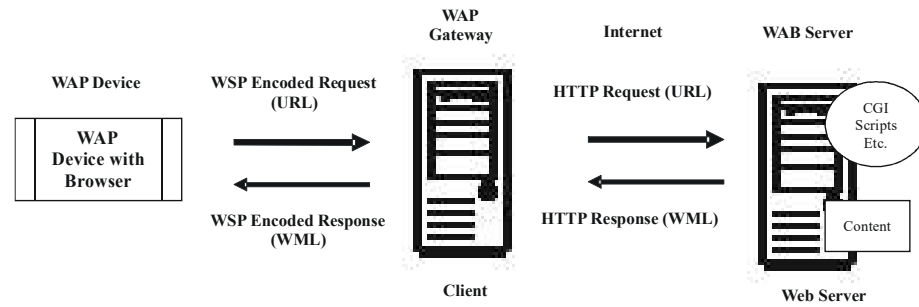 WAP
Gateway
Internet
WAB Server
WAP Device
WSP Encoded Request
(URL)
HTTP Request (URL)
WAP
Device with
Browser
CGI
Scripts
Etc.
WSP Encoded Response
(WML)
HTTP Response (WML)
Content
Client
Web Server